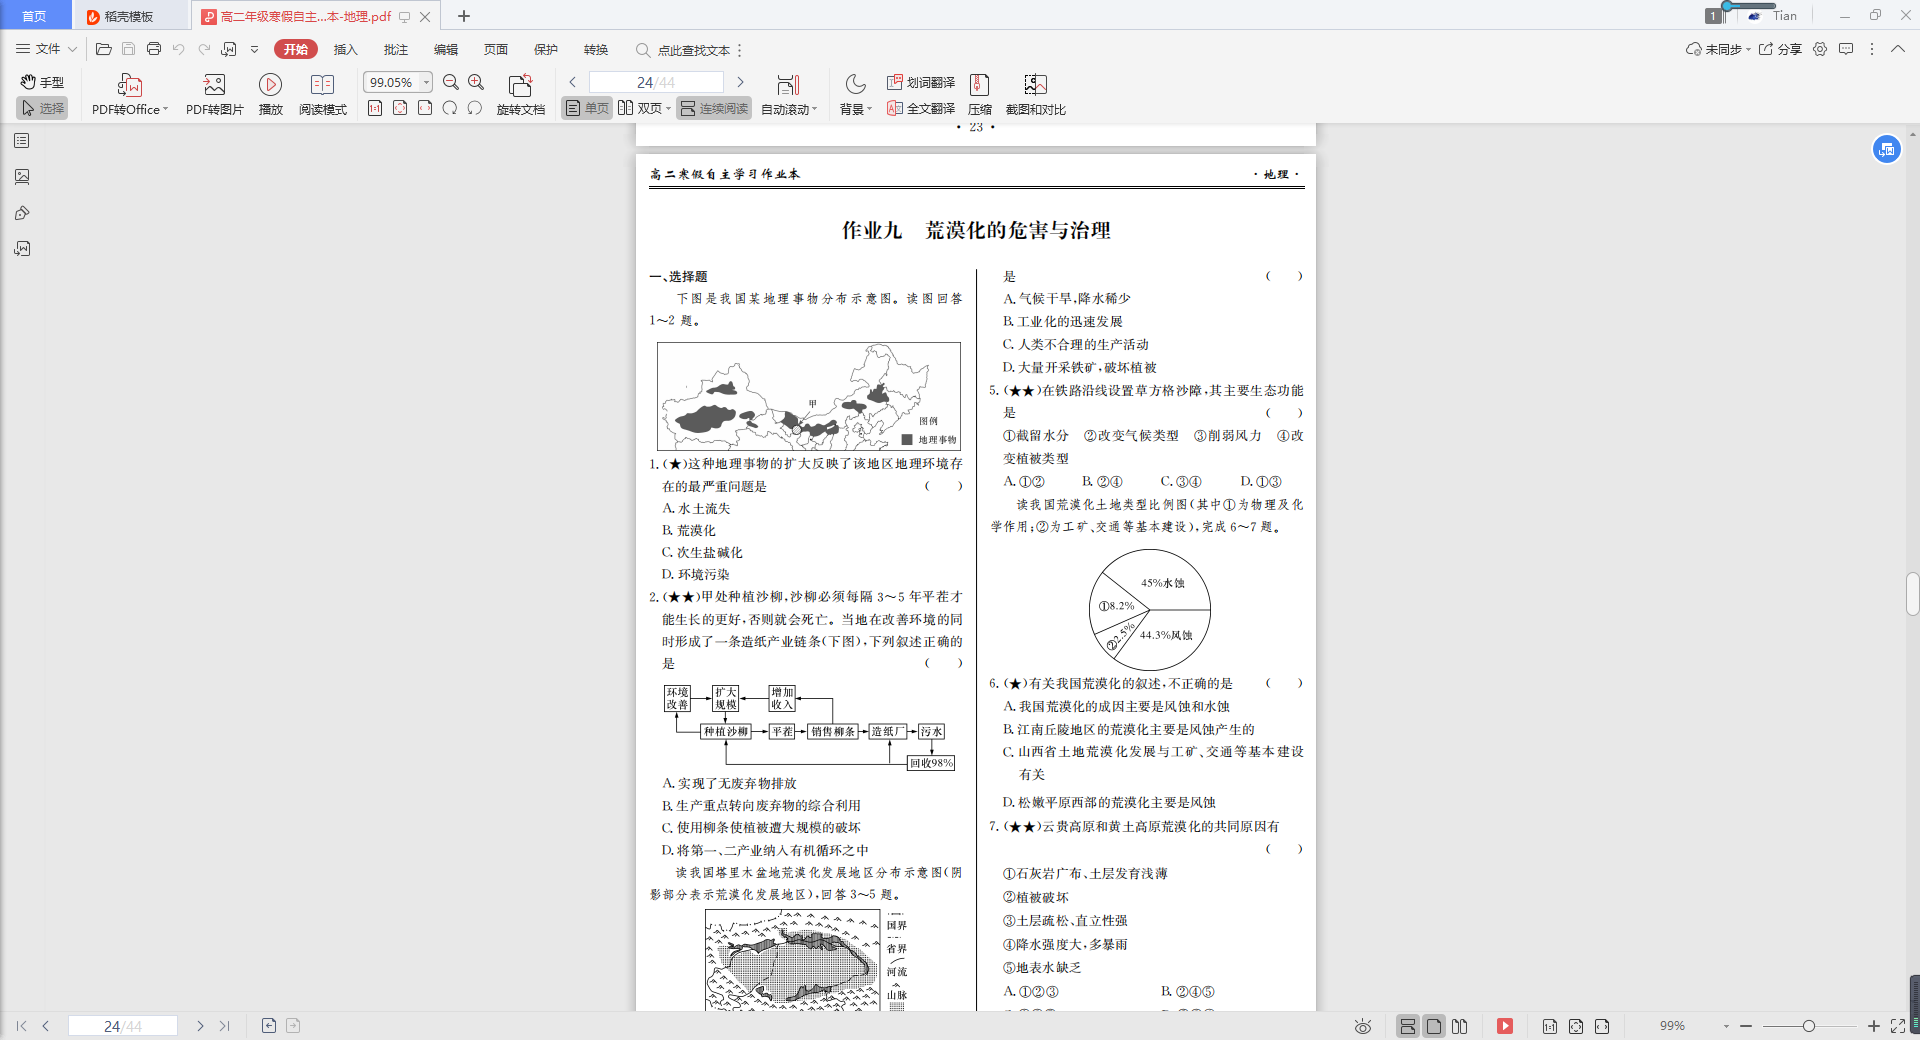 首页
稻壳模板
高二年级寒假自主...本-地理.pdf
1
Tian
文件
开始
插入
批注
编辑
页面
保护
转换
点此查找文本
未同步
分享
手型
选择
PDF转Office
PDF转图片
播放
阅读模式
99.05%
旋转文档
24/44
单页
双页
连续阅读
自动滚动
背景
划词翻译
全文翻译
压缩
截图和对比
· 23 ·
高二寒假自主学习作业本
·地理·
作业九 荒漠化的危害与治理
一、选择题
下图是我国某地理事物分布示意图。读图回答
1～2 题。
甲
图例
地理事物
1.(★)这种地理事物的扩大反映了该地区地理环境存
在的最严重问题是 ( )
A.水土流失
B.荒漠化
C.次生盐碱化
D.环境污染
2.(★★)甲处种植沙柳,沙柳必须每隔 3～5 年平茬才
能生长的更好,否则就会死亡。当地在改善环境的同
时形成了一条造纸产业链条(下图),下列叙述正确的
是 ( )
环境改善
扩大规模
增加收入
种植沙柳
平茬
销售柳条
造纸厂
污水
回收98%
A.实现了无废弃物排放
B.生产重点转向废弃物的综合利用
C.使用柳条使植被遭大规模的破坏
D.将第一、二产业纳入有机循环之中
读我国塔里木盆地荒漠化发展地区分布示意图(阴
影部分表示荒漠化发展地区),回答 3～5 题。
国界
省界
河流
山脉
是 ( )
A.气候干旱,降水稀少
B.工业化的迅速发展
C.人类不合理的生产活动
D.大量开采铁矿,破坏植被
5.(★★)在铁路沿线设置草方格沙障,其主要生态功能
是 ( )
①截留水分 ②改变气候类型 ③削弱风力 ④改
变植被类型
A.①② B.②④ C.③④ D.①③
读我国荒漠化土地类型比例图(其中①为物理及化
学作用;②为工矿、交通等基本建设),完成 6～7 题。
45%水蚀
①8.2%
②2.5%
44.3%风蚀
6.(★)有关我国荒漠化的叙述,不正确的是 ( )
A.我国荒漠化的成因主要是风蚀和水蚀
B.江南丘陵地区的荒漠化主要是风蚀产生的
C.山西省土地荒漠化发展与工矿、交通等基本建设
有关
D.松嫩平原西部的荒漠化主要是风蚀
7.(★★)云贵高原和黄土高原荒漠化的共同原因有
( )
①石灰岩广布、土层发育浅薄
②植被破坏
③土层疏松、直立性强
④降水强度大,多暴雨
⑤地表水缺乏
A.①②③ B.②④⑤
24/44
99%